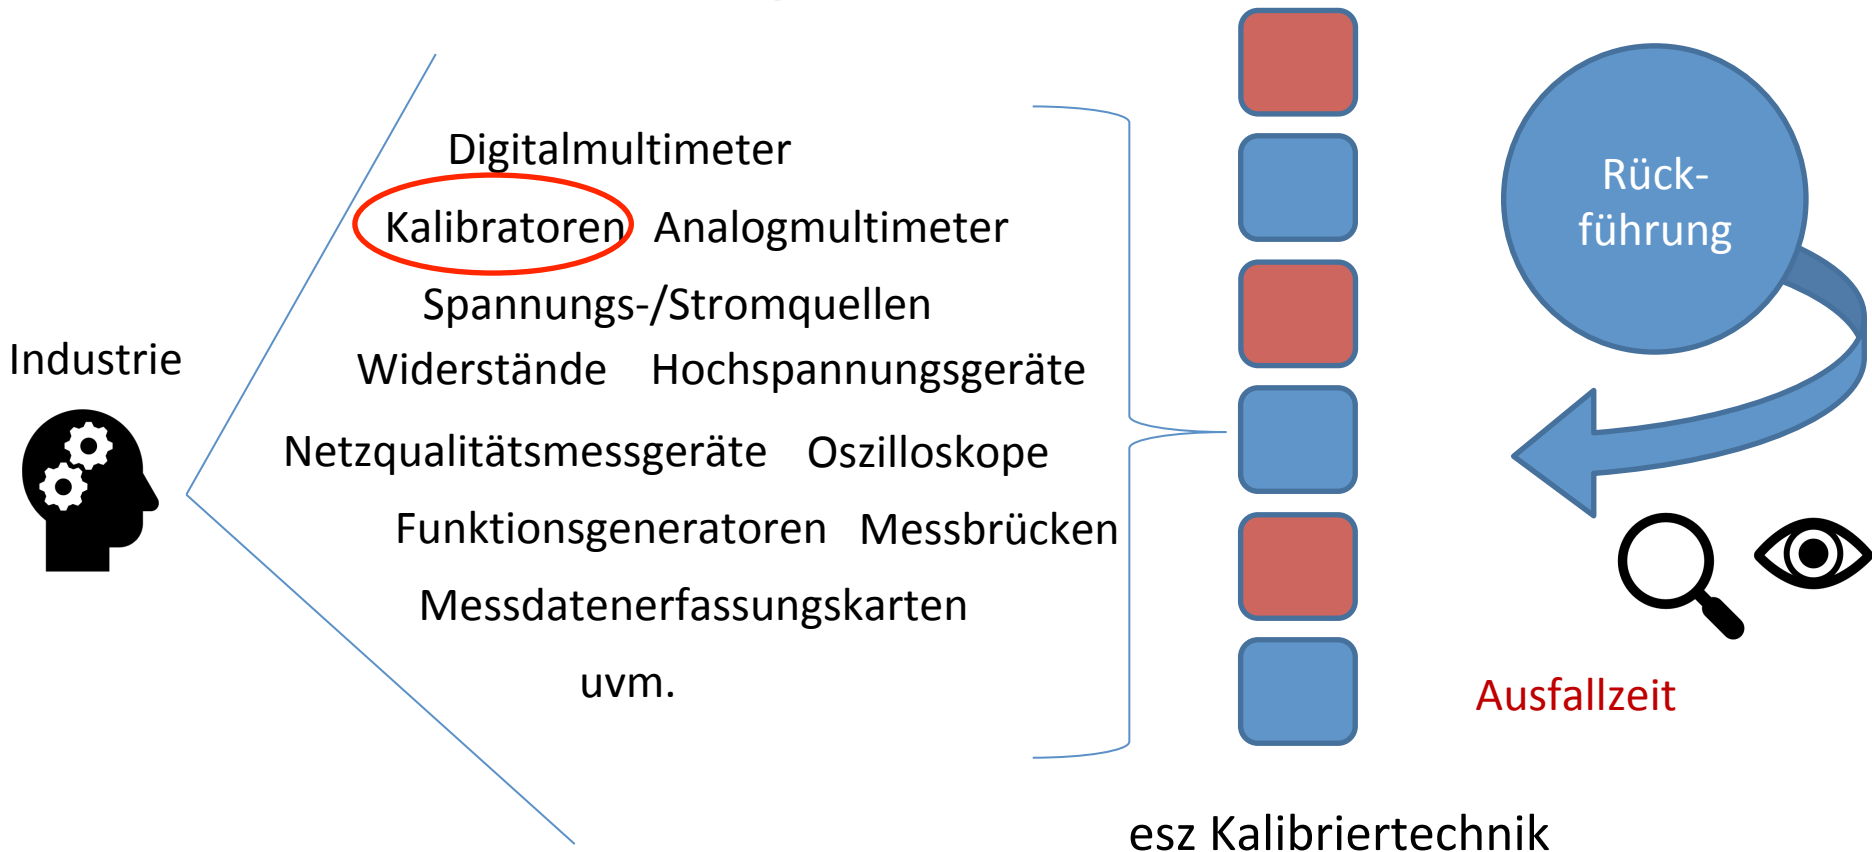 Digitalmultimeter
Kalibratoren Analogmultimeter
Spannungs-/Stromquellen
Widerstände Hochspannungsgeräte
Netzqualitätsmessgeräte Oszilloskope
Funktionsgeneratoren Messbrücken
Messdatenerfassungskarten
uvm.
Industrie
Rück-
führung
Ausfallzeit
esz Kalibriertechnik